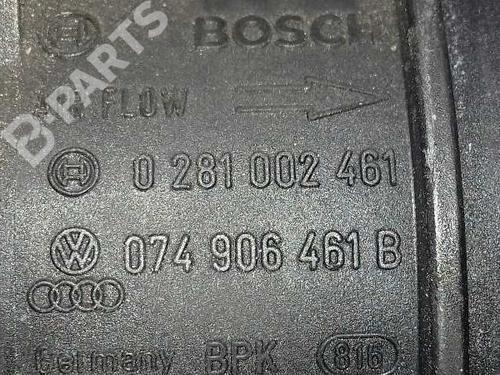 BOSCH
AIR FLOW
0 281 002 461
074 906 461 B
Germany BPK 816
B-PARTS